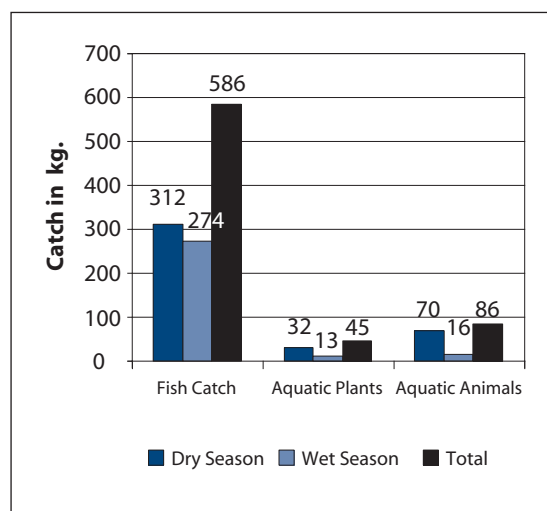 Catch in kg.
700
600
500
400
300
200
100
0
586
312
274
32
13
45
70
16
86
Fish Catch
Aquatic Plants
Aquatic Animals
Dry Season
Wet Season
Total